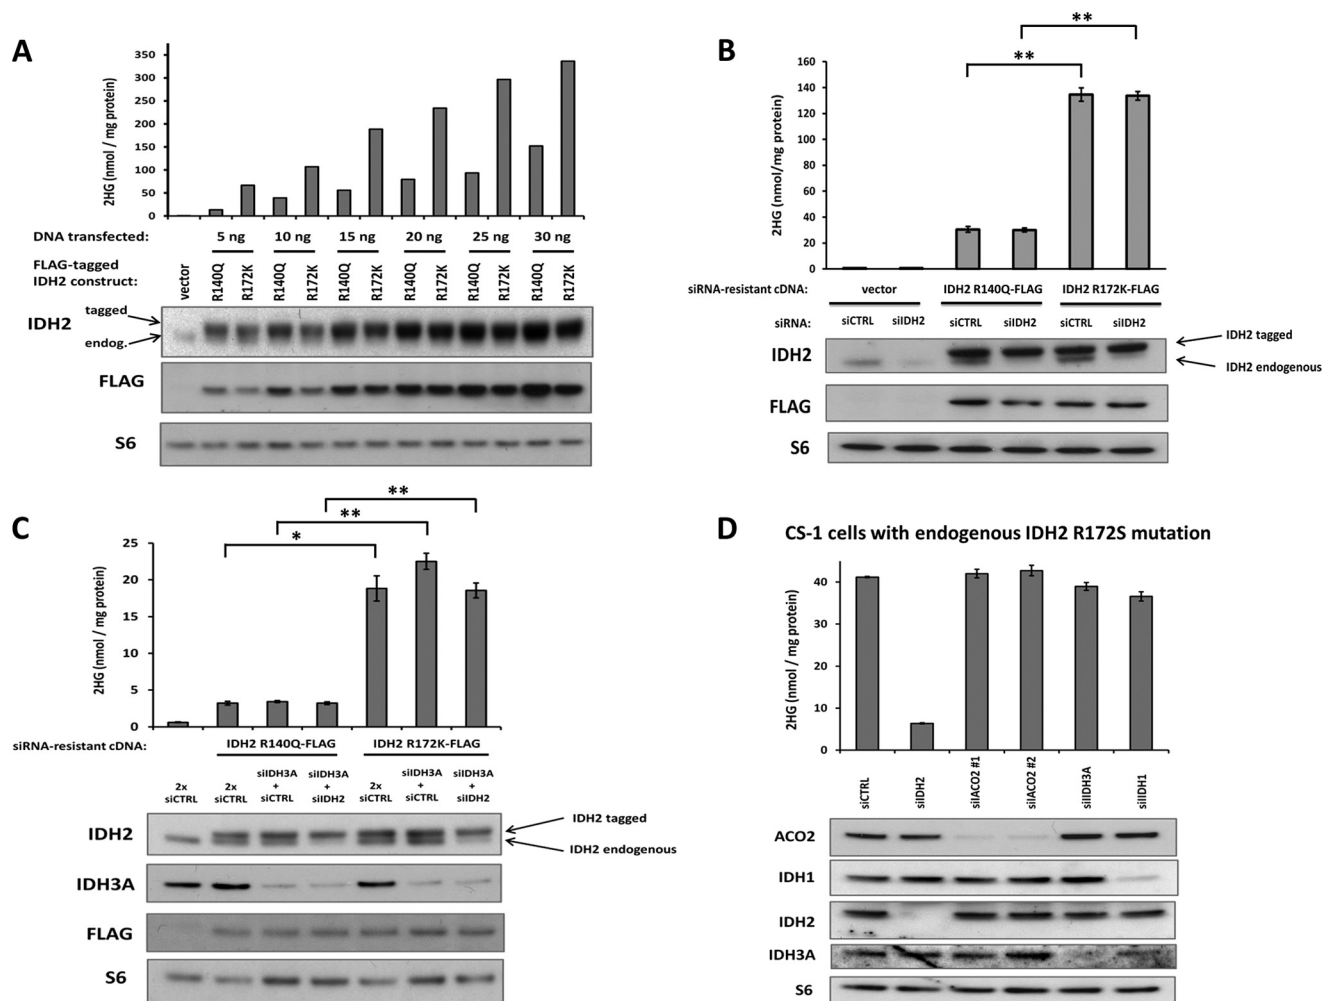 A
2HG (nmol / mg protein)
350
300
250
200
150
100
50
0
DNA transfected: 5 ng 10 ng 15 ng 20 ng 25 ng 30 ng
FLAG-tagged
IDH2 construct:
vector R140Q R172K R140Q R172K R140Q R172K R140Q R172K R140Q R172K R140Q R172K
tagged
IDH2
endog.
FLAG
S6
B
** 
**
2HG (nmol/mg protein)
160
140
120
100
80
60
40
20
0
siRNA-resistant cDNA: vector IDH2 R140Q-FLAG IDH2 R172K-FLAG
siRNA: siCTRL siIDH2 siCTRL siIDH2 siCTRL siIDH2
IDH2 tagged
IDH2
IDH2 endogenous
FLAG
S6
C
**
**
*
2HG (nmol / mg protein)
25
20
15
10
5
0
siRNA-resistant cDNA: IDH2 R140Q-FLAG IDH2 R172K-FLAG
2x siCTRL
2x siCTRL
siIDH3A + siCTRL
siIDH3A + siIDH2
2x siCTRL
siIDH3A + siCTRL
siIDH3A + siIDH2
IDH2 tagged
IDH2
IDH2 endogenous
IDH3A
FLAG
S6
D
CS-1 cells with endogenous IDH2 R172S mutation
2HG (nmol / mg protein)
40
60
40
20
0
siCTRL siIDH2 siACO2 #1 siACO2 #2 siIDH3A siIDH1
ACO2
IDH1
IDH2
IDH3A
S6